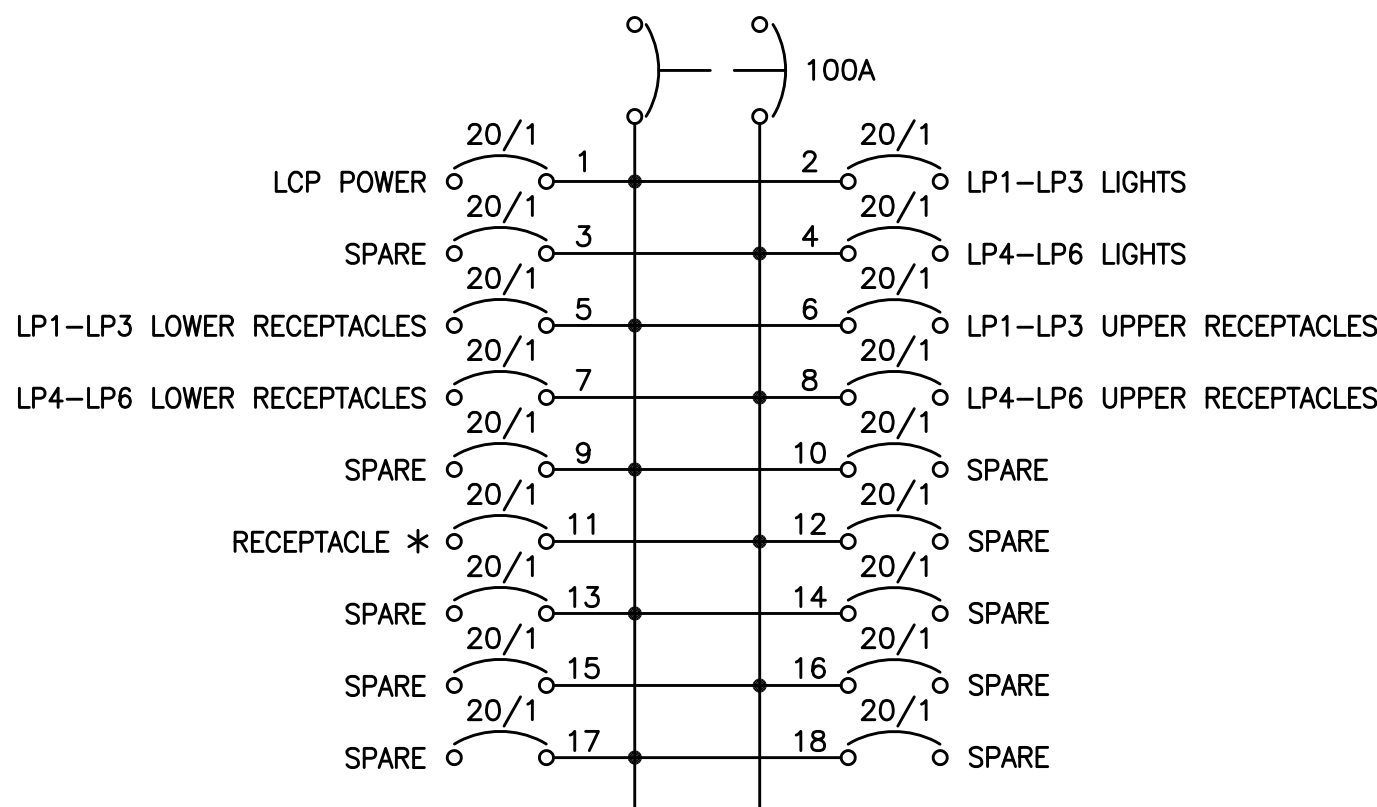 100A
20/1 20/1
LCP POWER 1 2 LP1-LP3 LIGHTS
20/1 20/1
SPARE 3 4 LP4-LP6 LIGHTS
20/1 20/1
LP1-LP3 LOWER RECEPTACLES 5 6 LP1-LP3 UPPER RECEPTACLES
20/1 20/1
LP4-LP6 LOWER RECEPTACLES 7 8 LP4-LP6 UPPER RECEPTACLES
20/1 20/1
SPARE 9 10 SPARE
20/1 20/1
RECEPTACLE * 11 12 SPARE
20/1 20/1
SPARE 13 14 SPARE
20/1 20/1
SPARE 15 16 SPARE
20/1 20/1
SPARE 17 18 SPARE